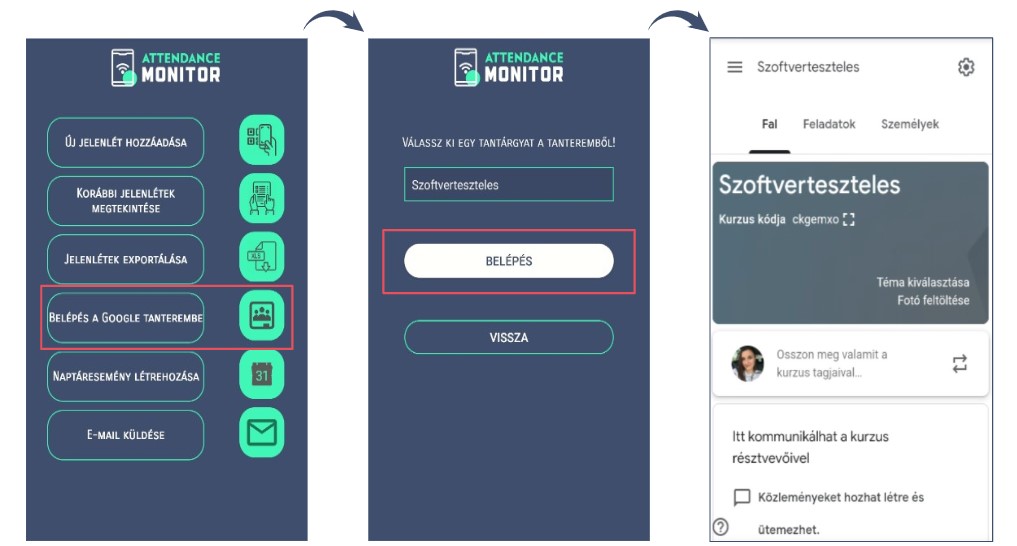 ATTENDANCE
MONITOR
ÚJ JELENLÉT HOZZÁADÁSA
KORÁBBI JELENLÉTEK
MEGTEKINTÉSE
XLS
JELENLÉTEK EXPORTÁLÁSA
BELÉPÉS A GOOGLE TANTEREMBE
NAPTÁRESEMÉNY LÉTREHOZÁSA
31
E-MAIL KÜLDÉSE
ATTENDANCE
MONITOR
VÁLASSZ KI EGY TANTÁRGYAT A TANTEREMBŐL!
Szoftverteszteles
BELÉPÉS
VISSZA
Szoftverteszteles
Fal Feladatok Személyek
Szoftverteszteles
Kurzus kódja ckgemxo
Téma kiválasztása
Fotó feltöltése
Osszon meg valamit a
kurzus tagjaival...
Itt kommunikálhat a kurzus
résztvevőivel
Közleményeket hozhat létre és
ütemezhet.